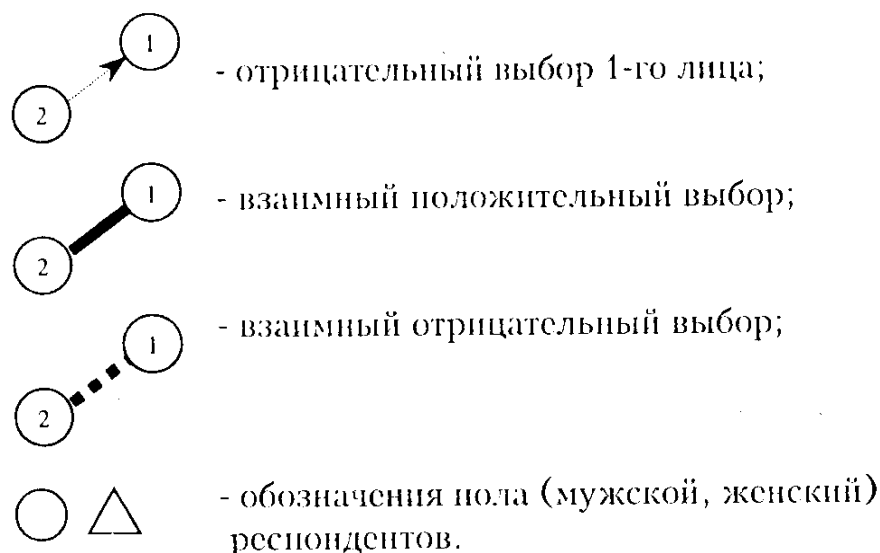 1
2
- отрицательный выбор 1-го лица;
1
2
- взаимный положительный выбор;
1
2
- взаимный отрицательный выбор;
- обозначения пола (мужской, женский)
респондентов.